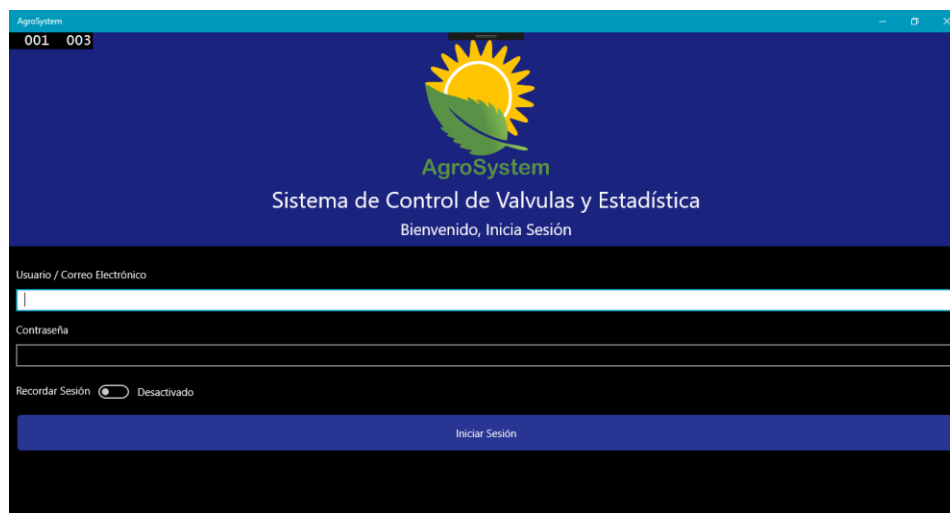 AgroSystem
001 003
AgroSystem
Sistema de Control de Valvulas y Estadística
Bienvenido, Inicia Sesión
Usuario / Correo Electrónico
Contraseña
Recordar Sesión Desactivado
Iniciar Sesión